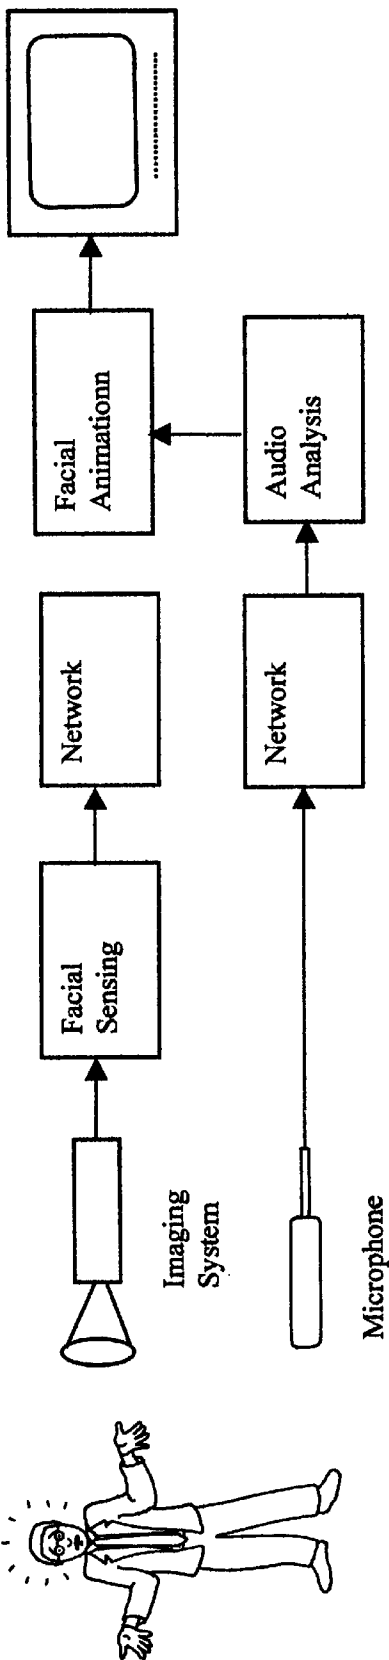 Imaging
System
Facial
Sensing
Network
Facial
Animationn
Microphone
Network
Audio
Analysis